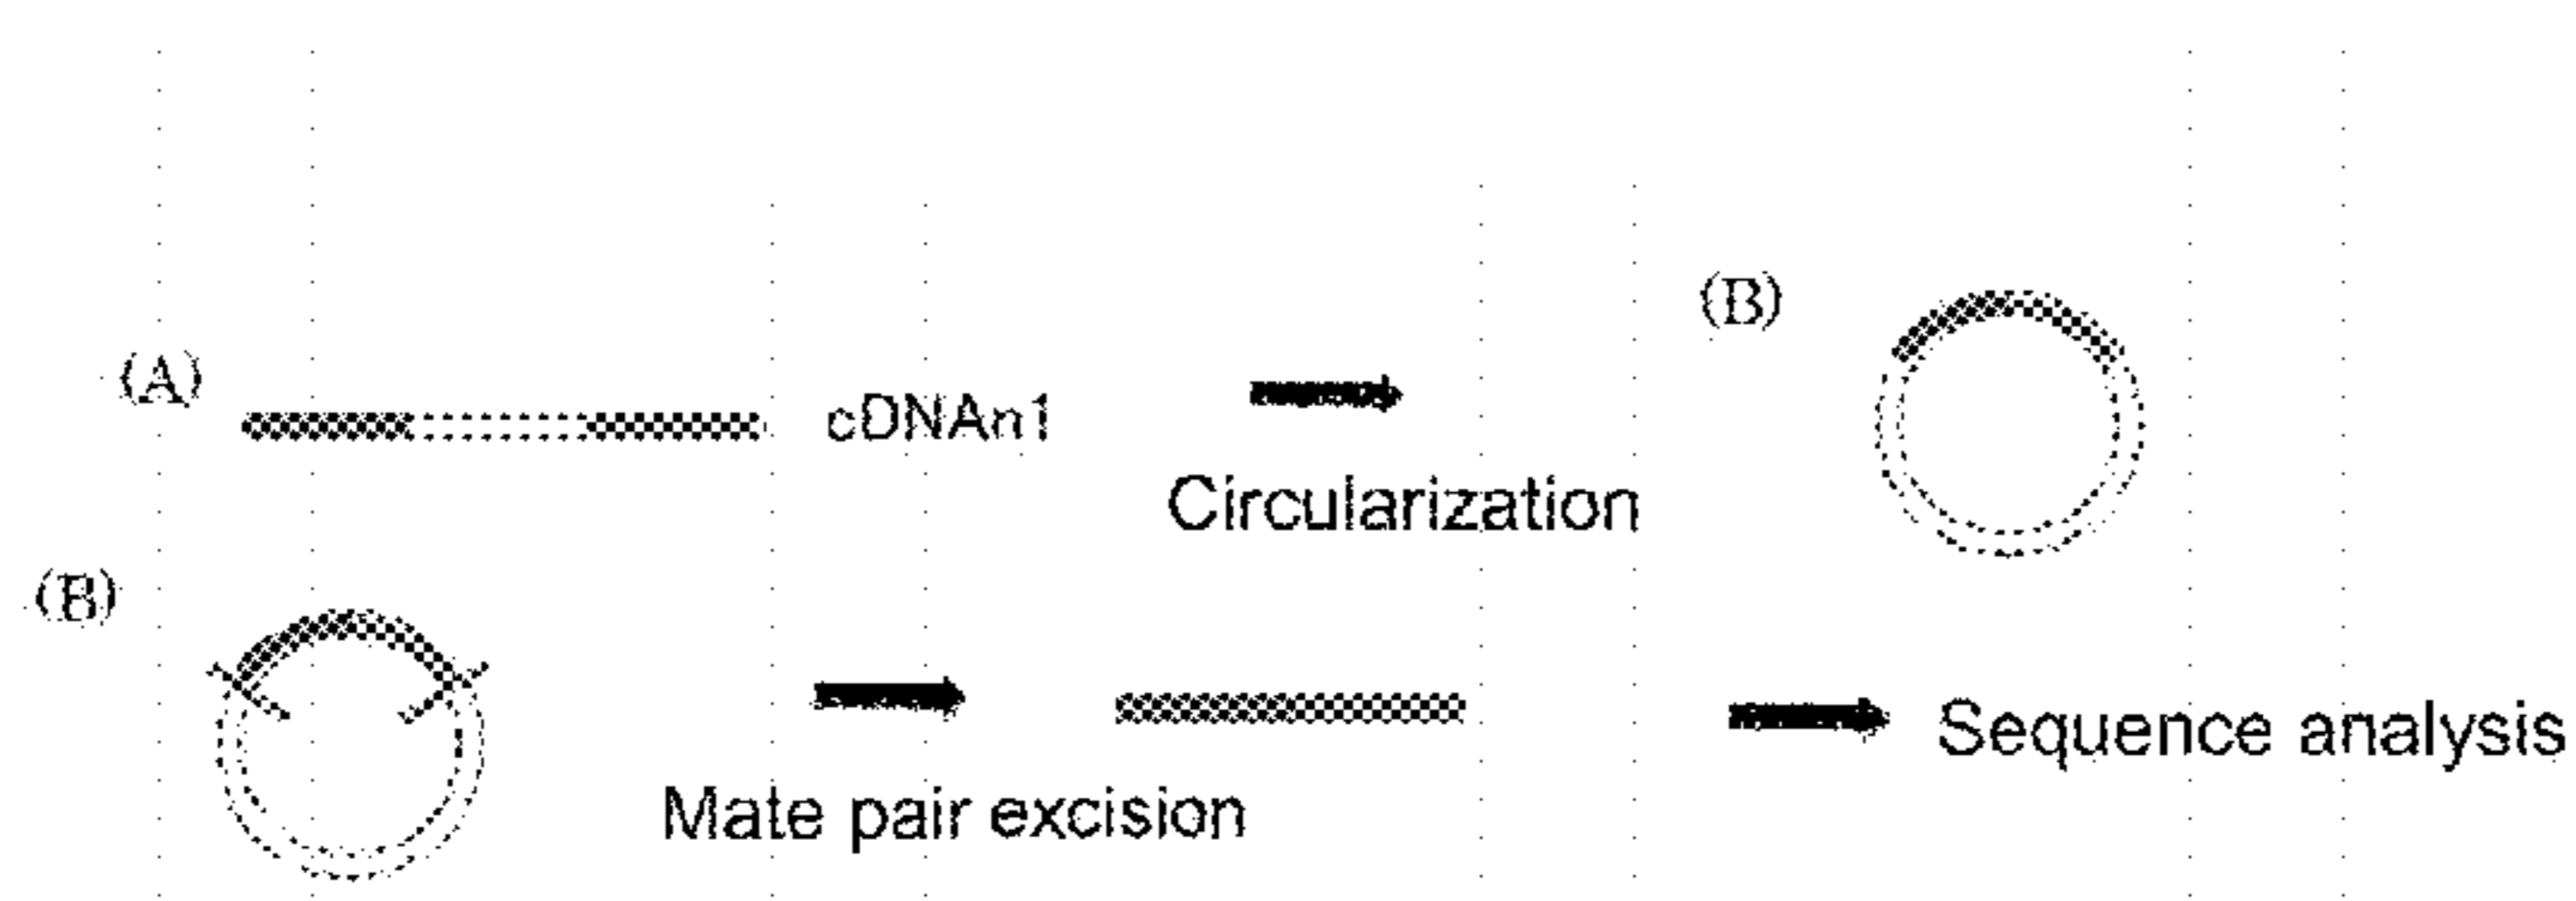 (B)
(A)
cDNAn1
Circularization
(B)
Mate pair excision
Sequence analysis